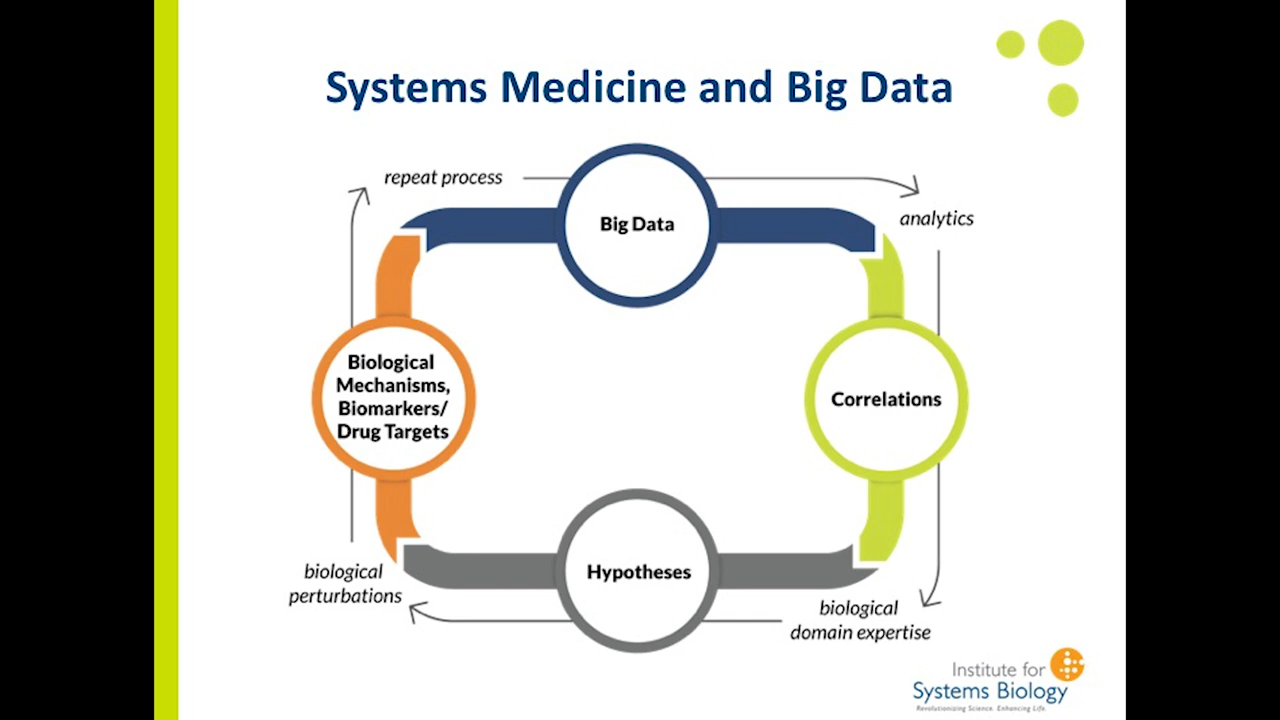 Systems Medicine and Big Data
repeat process
Big Data
analytics
Biological
Mechanisms,
Biomarkers/
Drug Targets
Correlations
Hypotheses
biological
perturbations
biological
domain expertise
Institute for
Systems Biology
Revolutionizing Science. Enhancing Life.